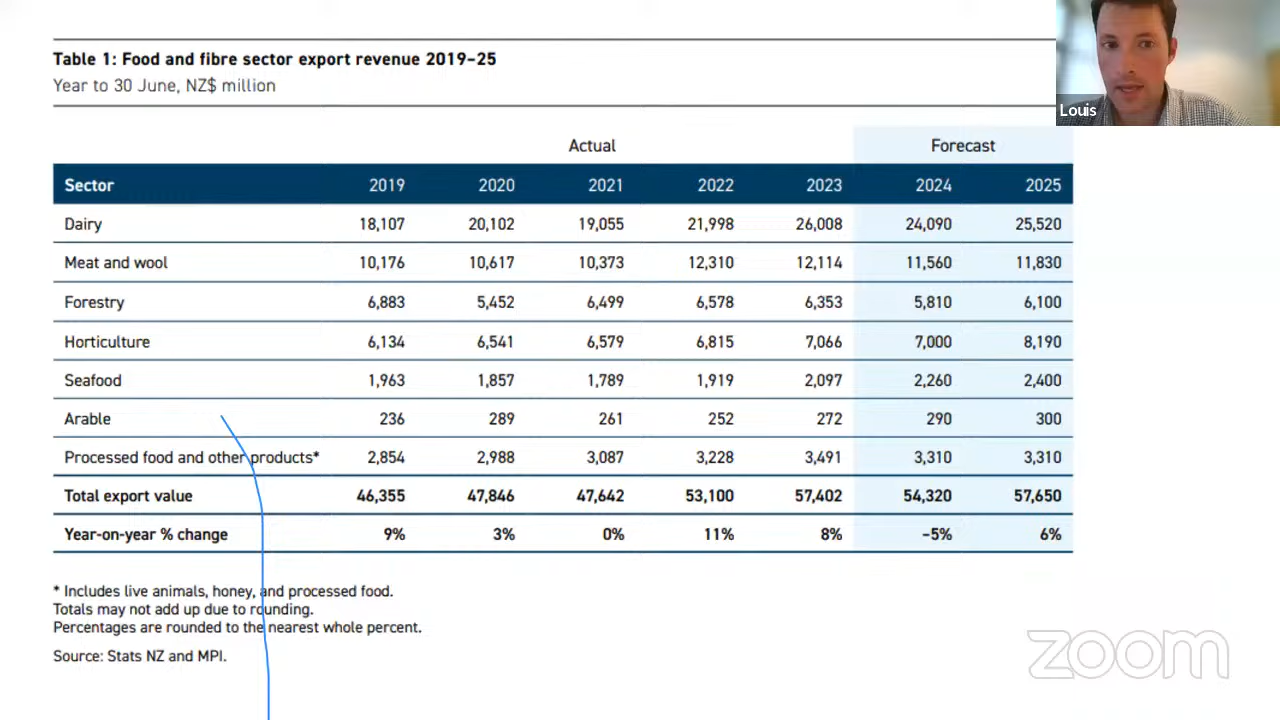 Table 1: Food and fibre sector export revenue 2019–25
Year to 30 June, NZ$ million
Louis
Actual Forecast
Sector 2019 2020 2021 2022 2023 2024 2025
Dairy 18,107 20,102 19,055 21,998 26,008 24,090 25,520
Meat and wool 10,176 10,617 10,373 12,310 12,114 11,560 11,830
Forestry 6,883 5,452 6,499 6,578 6,353 5,810 6,100
Horticulture 6,134 6,541 6,579 6,815 7,066 7,000 8,190
Seafood 1,963 1,857 1,789 1,919 2,097 2,260 2,400
Arable 236 289 261 252 272 290 300
Processed food and other products* 2,854 2,988 3,087 3,228 3,491 3,310 3,310
Total export value 46,355 47,846 47,642 53,100 57,402 54,320 57,650
Year-on-year % change 9% 3% 0% 11% 8% –5% 6%
* Includes live animals, honey, and processed food.
Totals may not add up due to rounding.
Percentages are rounded to the nearest whole percent.
Source: Stats NZ and MPI.
zoom